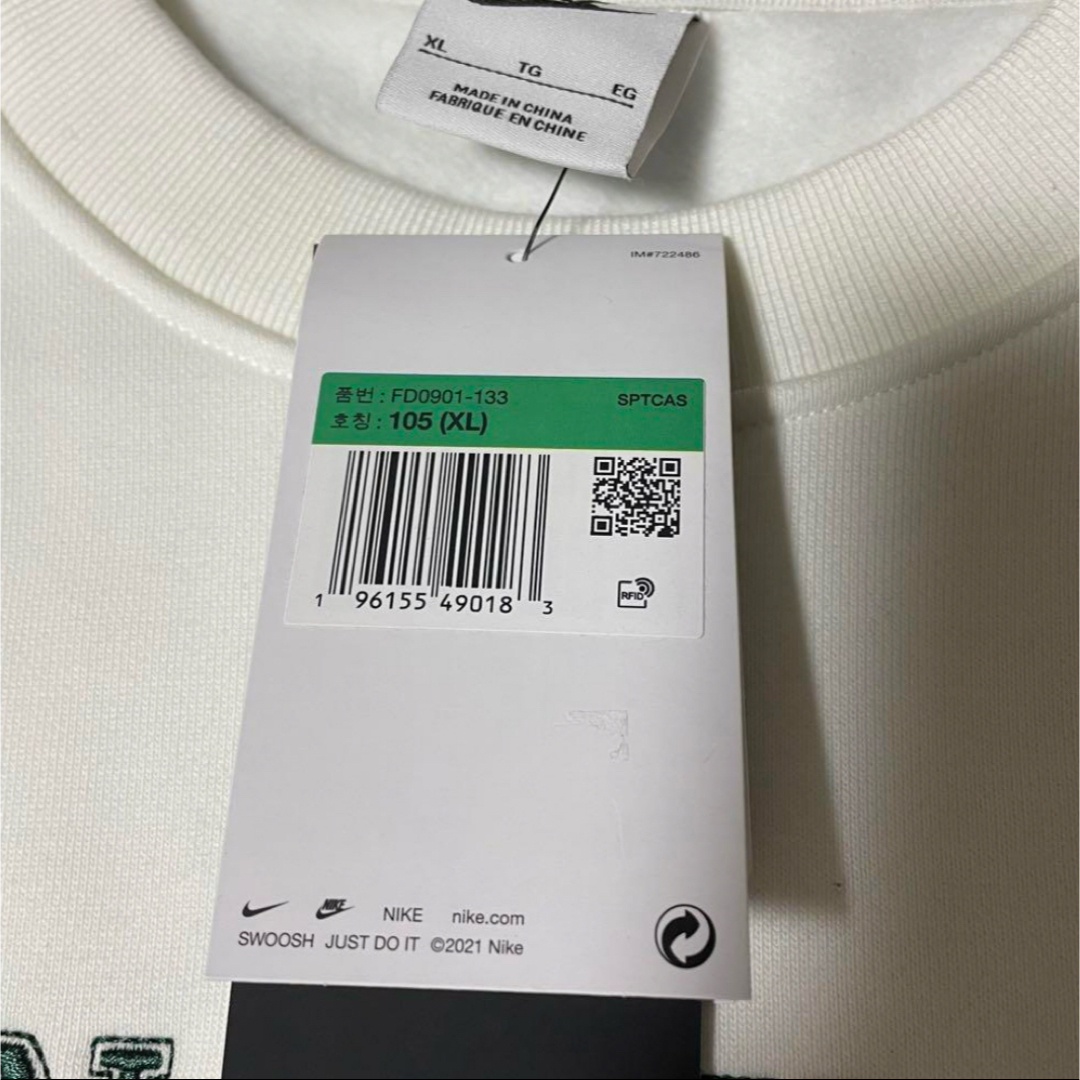 XL
TG
EG
MADE IN CHINA
FABRIQUE EN CHINE
IM#722486
품번 : FD0901-133
SPTCAS
호칭 : 105 (XL)
1 96155 49018 3
RFID
NIKE NIKE nike.com
SWOOSH JUST DO IT ©2021 Nike